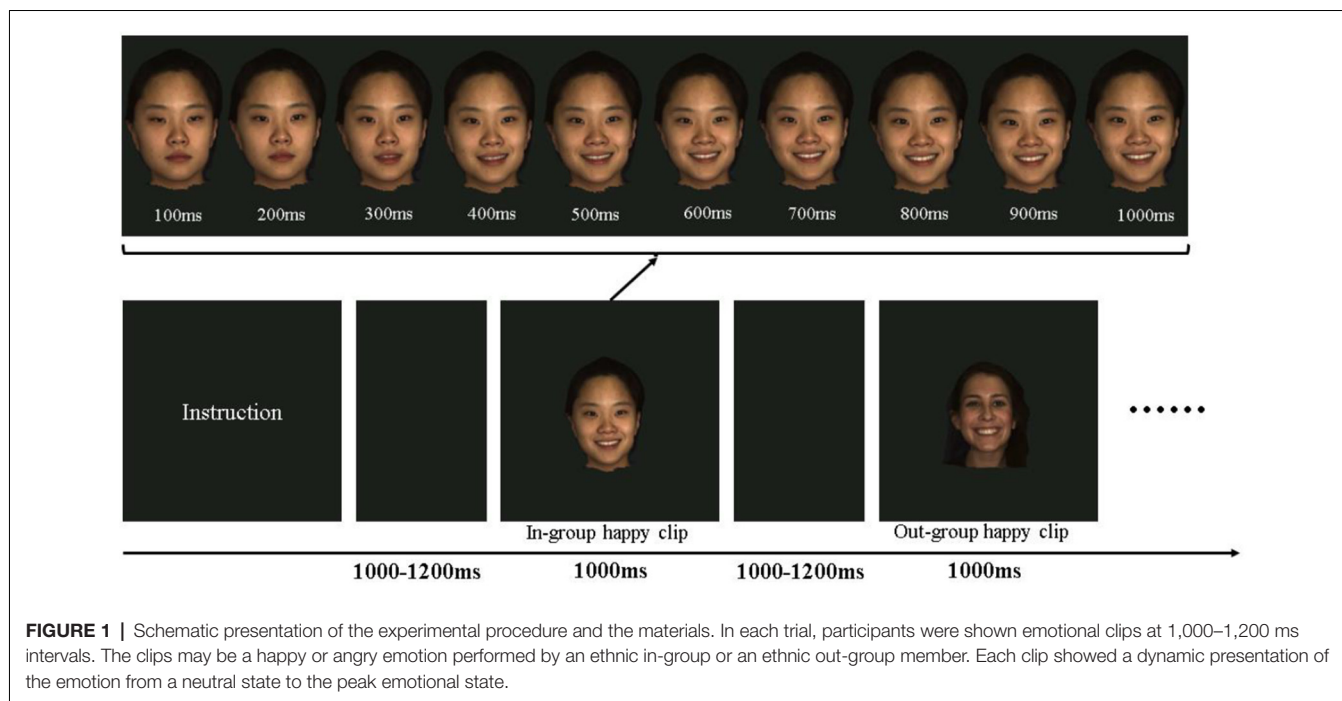 100ms 200ms 300ms 400ms 500ms 600ms 700ms 800ms 900ms 1000ms
Instruction
In-group happy clip Out-group happy clip
1000-1200ms 1000ms 1000-1200ms 1000ms
FIGURE 1 | Schematic presentation of the experimental procedure and the materials. In each trial, participants were shown emotional clips at 1,000–1,200 ms
intervals. The clips may be a happy or angry emotion performed by an ethnic in-group or an ethnic out-group member. Each clip showed a dynamic presentation of
the emotion from a neutral state to the peak emotional state.